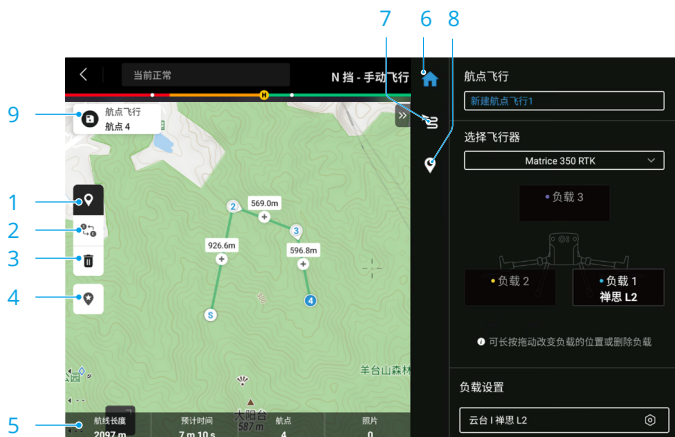 7
6
8
当前正常
N 挡 - 手动飞行
H
航点飞行
新建航点飞行1
9
航点飞行
航点 4
选择飞行器
Matrice 350 RTK
负载 3
1
2
3
4
2
569.0m
3
926.6m
596.8m
S
4
负载 2
负载 1
禅思 L2
可长按拖动改变负载的位置或删除负载
羊台山森林
负载设置
大阳台
587 m
5
航线长度
预计时间
航点
照片
2097 m
7 m 10 s
4
0
云台 I 禅思 L2